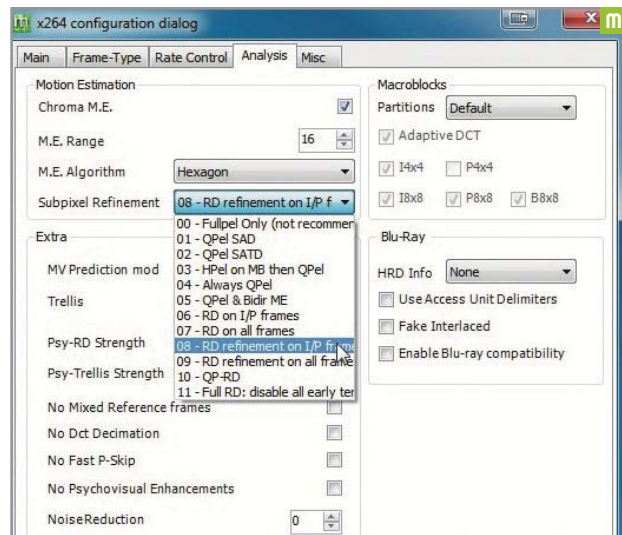 x264 configuration dialog
m
Main Frame-Type Rate Control Analysis Misc
Motion Estimation
Chroma M.E.
M.E. Range 16
M.E. Algorithm Hexagon
Subpixel Refinement 08 - RD refinement on I/P f
00 - Fullpel Only (not recommen
01 - QPel SAD
02 - QPel SATD
03 - HPel on MB then QPel
04 - Always QPel
05 - QPel & Bidir ME
06 - RD on I/P frames
07 - RD on all frames
08 - RD refinement on I/P frame
09 - RD refinement on all frame
10 - QP-RD
11 - Full RD: disable all early ter
Extra
MV Prediction mod
Trellis
Psy-RD Strength
Psy-Trellis Strength
No Mixed Reference frames
No Dct Decimation
No Fast P-Skip
No Psychovisual Enhancements
NoiseReduction 0
Macroblocks
Partitions Default
Adaptive DCT
I4x4 P4x4
I8x8 P8x8 B8x8
Blu-Ray
HRD Info None
Use Access Unit Delimiters
Fake Interlaced
Enable Blu-ray compatibility